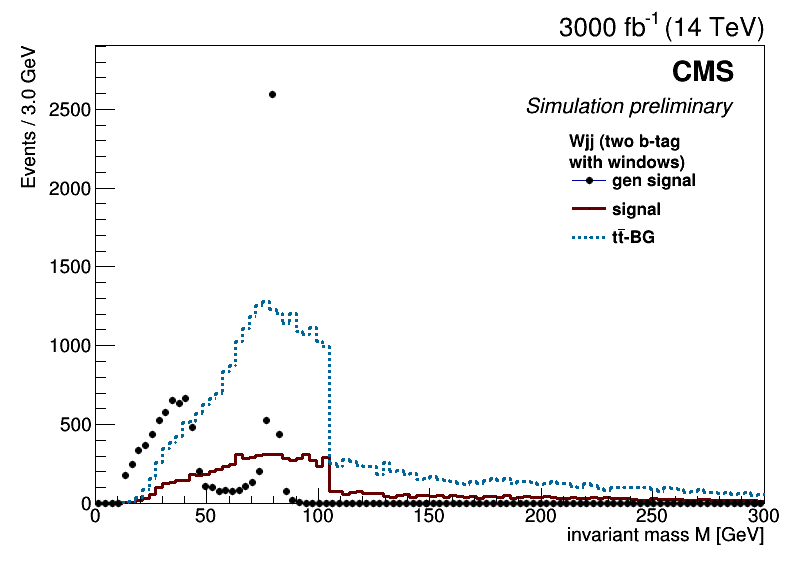 3000 fb-1 (14 TeV)
Events / 3.0 GeV
CMS
Simulation preliminary
Wjj (two b-tag
with windows)
gen signal
signal
tt̄-BG
2500
2000
1500
1000
500
0
0 50 100 150 200 250 300
invariant mass M [GeV]